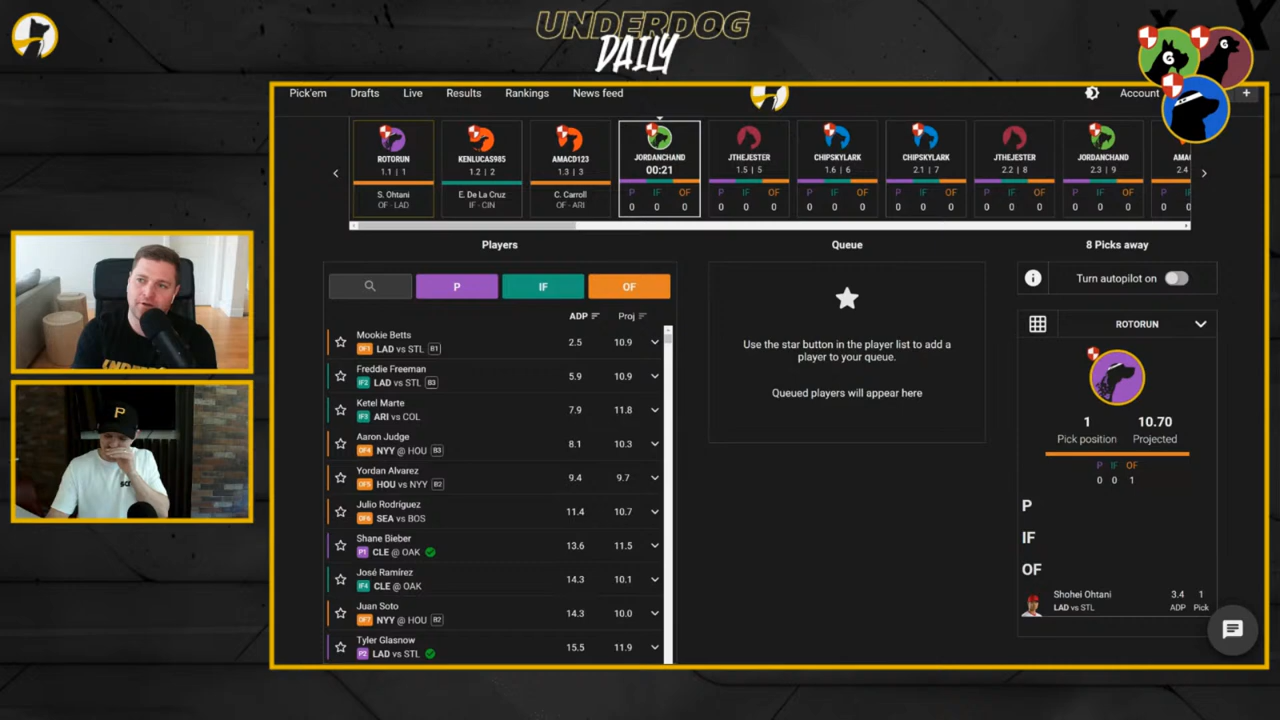 UNDERDOG
DAILY
G
G
Pick'em Drafts Live Results Rankings News feed Account +
ROTORUN
1.1 | 1
S. Ohtani
OF - LAD
KENLUCAS985
1.2 | 2
E. De La Cruz
IF - CIN
AMACD123
1.3 | 3
C. Carroll
OF - ARI
JORDANCHAND
00:21
P IF OF
0 0 0
JTHEJESTER
1.5 | 5
P IF OF
0 0 0
CHIPSKYLARK
1.6 | 6
P IF OF
0 0 0
CHIPSKYLARK
2.1 | 7
P IF OF
0 0 0
JTHEJESTER
2.2 | 8
P IF OF
0 0 0
JORDANCHAND
2.3 | 9
P IF OF
0 0 0
AMA
2.4
P
0
Players
P IF OF
ADP Proj
Mookie Betts
OF1 LAD vs STL B1 2.5 10.9
Freddie Freeman
IF2 LAD vs STL B3 5.9 10.9
Ketel Marte
IF3 ARI vs COL 7.9 11.8
Aaron Judge
OF4 NYY @ HOU B3 8.1 10.3
Yordan Alvarez
OF5 HOU vs NYY B2 9.4 9.7
Julio Rodríguez
OF6 SEA vs BOS 11.4 10.7
Shane Bieber
P1 CLE @ OAK 13.6 11.5
José Ramírez
IF4 CLE @ OAK 14.3 10.1
Juan Soto
OF7 NYY @ HOU B2 14.3 10.0
Tyler Glasnow
P2 LAD vs STL 15.5 11.9
Queue
Use the star button in the player list to add a
player to your queue.
Queued players will appear here
8 Picks away
Turn autopilot on
ROTORUN
1 10.70
Pick position Projected
P IF OF
0 0 1
P
IF
OF
Shohei Ohtani 3.4 1
LAD vs STL ADP Pick
P